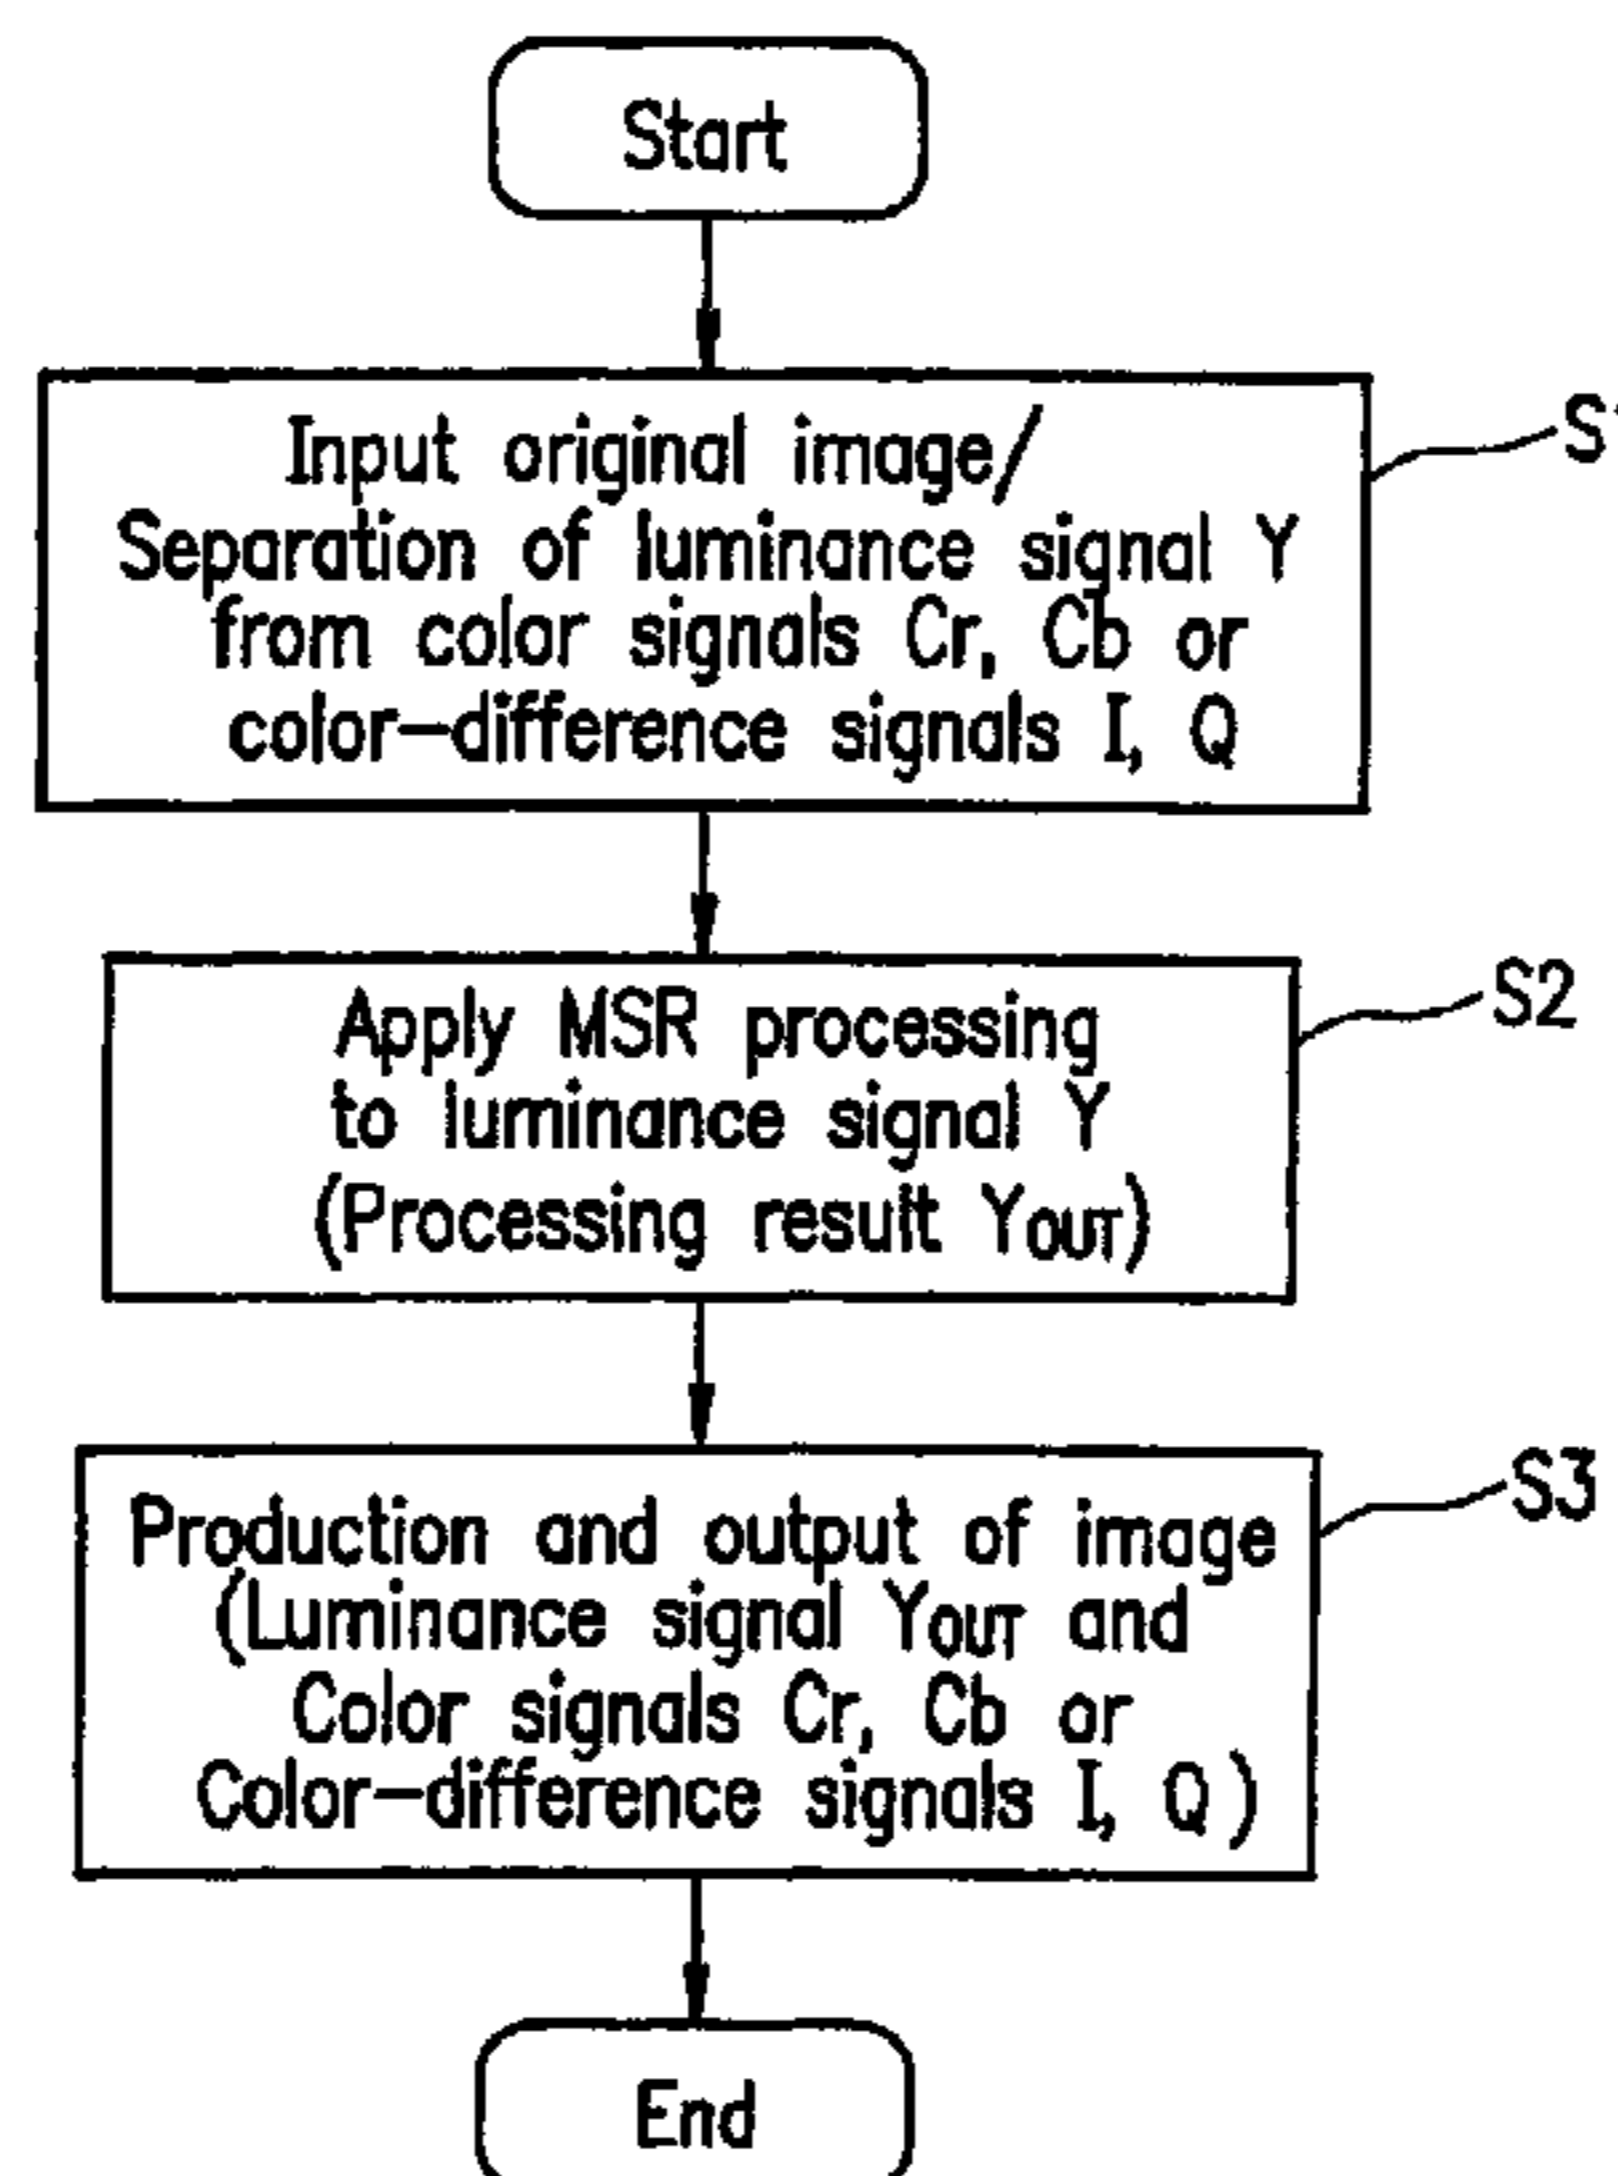 Start
Input original image/
Separation of luminance signal Y
from color signals Cr, Cb or
color-difference signals I, Q
S1
Apply MSR processing
to luminance signal Y
(Processing result YOUT)
S2
Production and output of image
(Luminance signal YOUT and
Color signals Cr, Cb or
Color-difference signals I, Q)
S3
End